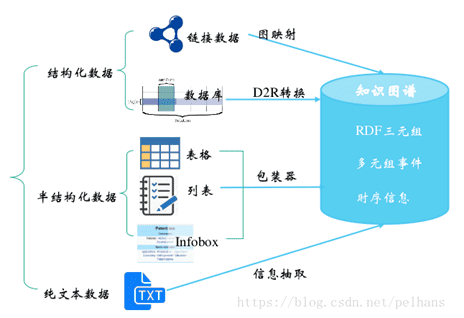 链接数据
图映射
结构化数据
数据库
D2R转换
知识图谱
RDF三元组
多元组事件
时序信息
表格
半结构化数据
列表
包装器
Infobox
纯文本数据
TXT
信息抽取
https://blog.csdn.net/pelhans